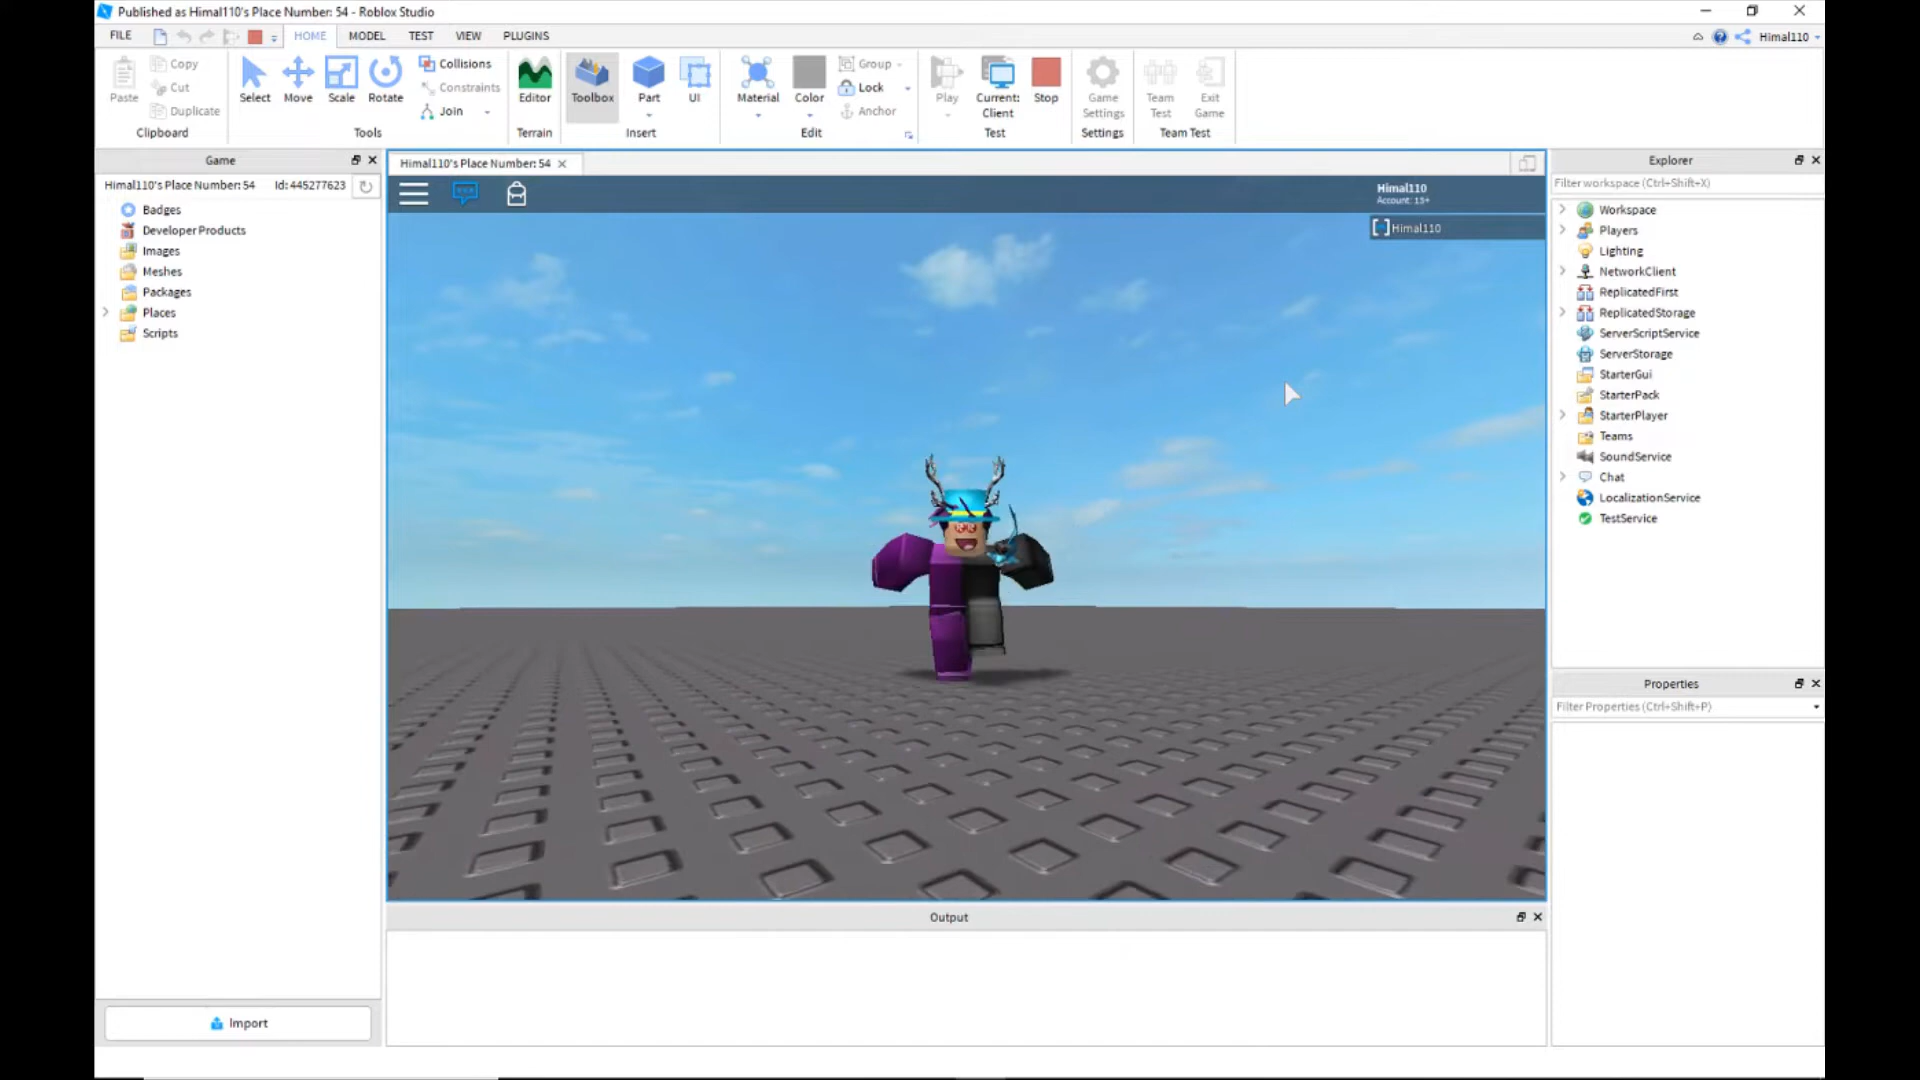 Published as Himal110's Place Number: 54 - Roblox Studio
FILE HOME MODEL TEST VIEW PLUGINS Himal110
Paste Copy Cut Duplicate Clipboard
Select Move Scale Rotate Collisions Constraints Join Tools
Editor Terrain
Toolbox Part UI Insert
Material Color Group Lock Anchor Edit
Play Current: Client Stop Test
Game Settings Settings
Team Test Exit Game Team Test
Game
Himal110's Place Number: 54 Id: 445277623
Badges
Developer Products
Images
Meshes
Packages
Places
Scripts
Import
Himal110's Place Number: 54
Himal110
Account: 13+
Himal110
Output
Explorer
Filter workspace (Ctrl+Shift+X)
Workspace
Players
Lighting
NetworkClient
ReplicatedFirst
ReplicatedStorage
ServerScriptService
ServerStorage
StarterGui
StarterPack
StarterPlayer
Teams
SoundService
Chat
LocalizationService
TestService
Properties
Filter Properties (Ctrl+Shift+P)